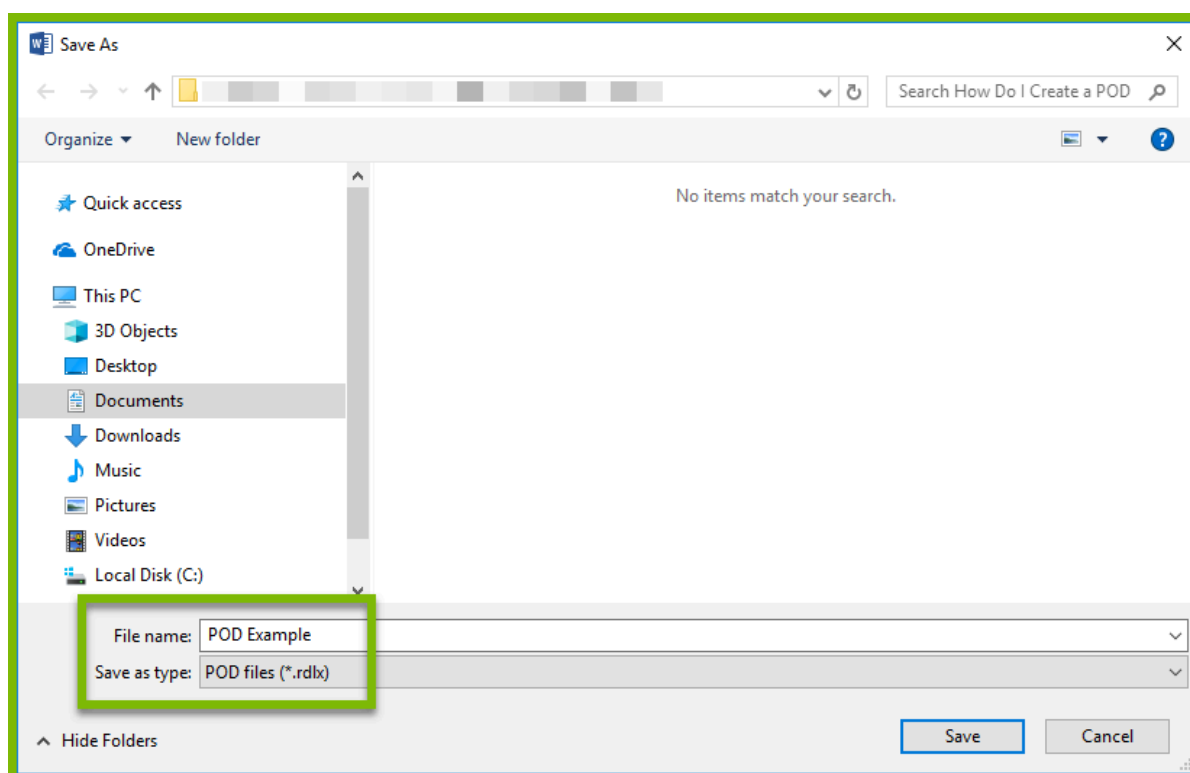 Save As
Search How Do I Create a POD
Organize
New folder
No items match your search.
Quick access
OneDrive
This PC
3D Objects
Desktop
Documents
Downloads
Music
Pictures
Videos
Local Disk (C:)
File name: POD Example
Save as type: POD files (*.rdlx)
Hide Folders
Save
Cancel